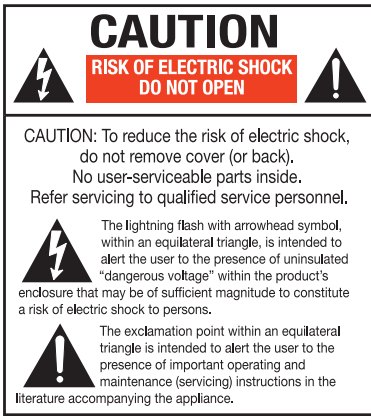 CAUTION
RISK OF ELECTRIC SHOCK
DO NOT OPEN
CAUTION: To reduce the risk of electric shock,
do not remove cover (or back).
No user-serviceable parts inside.
Refer servicing to qualified service personnel.
The lightning flash with arrowhead symbol,
within an equilateral triangle, is intended to
alert the user to the presence of uninsulated
“dangerous voltage” within the product’s
enclosure that may be of sufficient magnitude to constitute
a risk of electric shock to persons.
The exclamation point within an equilateral
triangle is intended to alert the user to the
presence of important operating and
maintenance (servicing) instructions in the
literature accompanying the appliance.